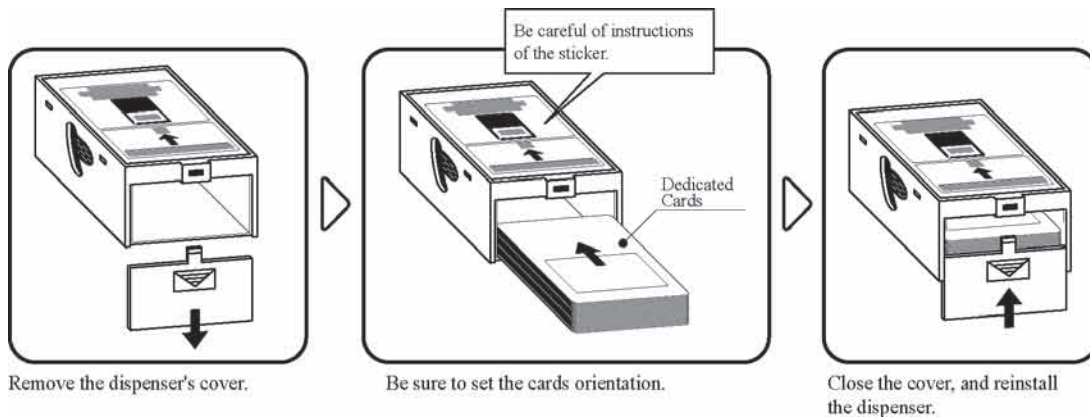 Be careful of instructions
of the sticker.
Dedicated
Cards
Remove the dispenser's cover.
Be sure to set the cards orientation.
Close the cover, and reinstall
the dispenser.